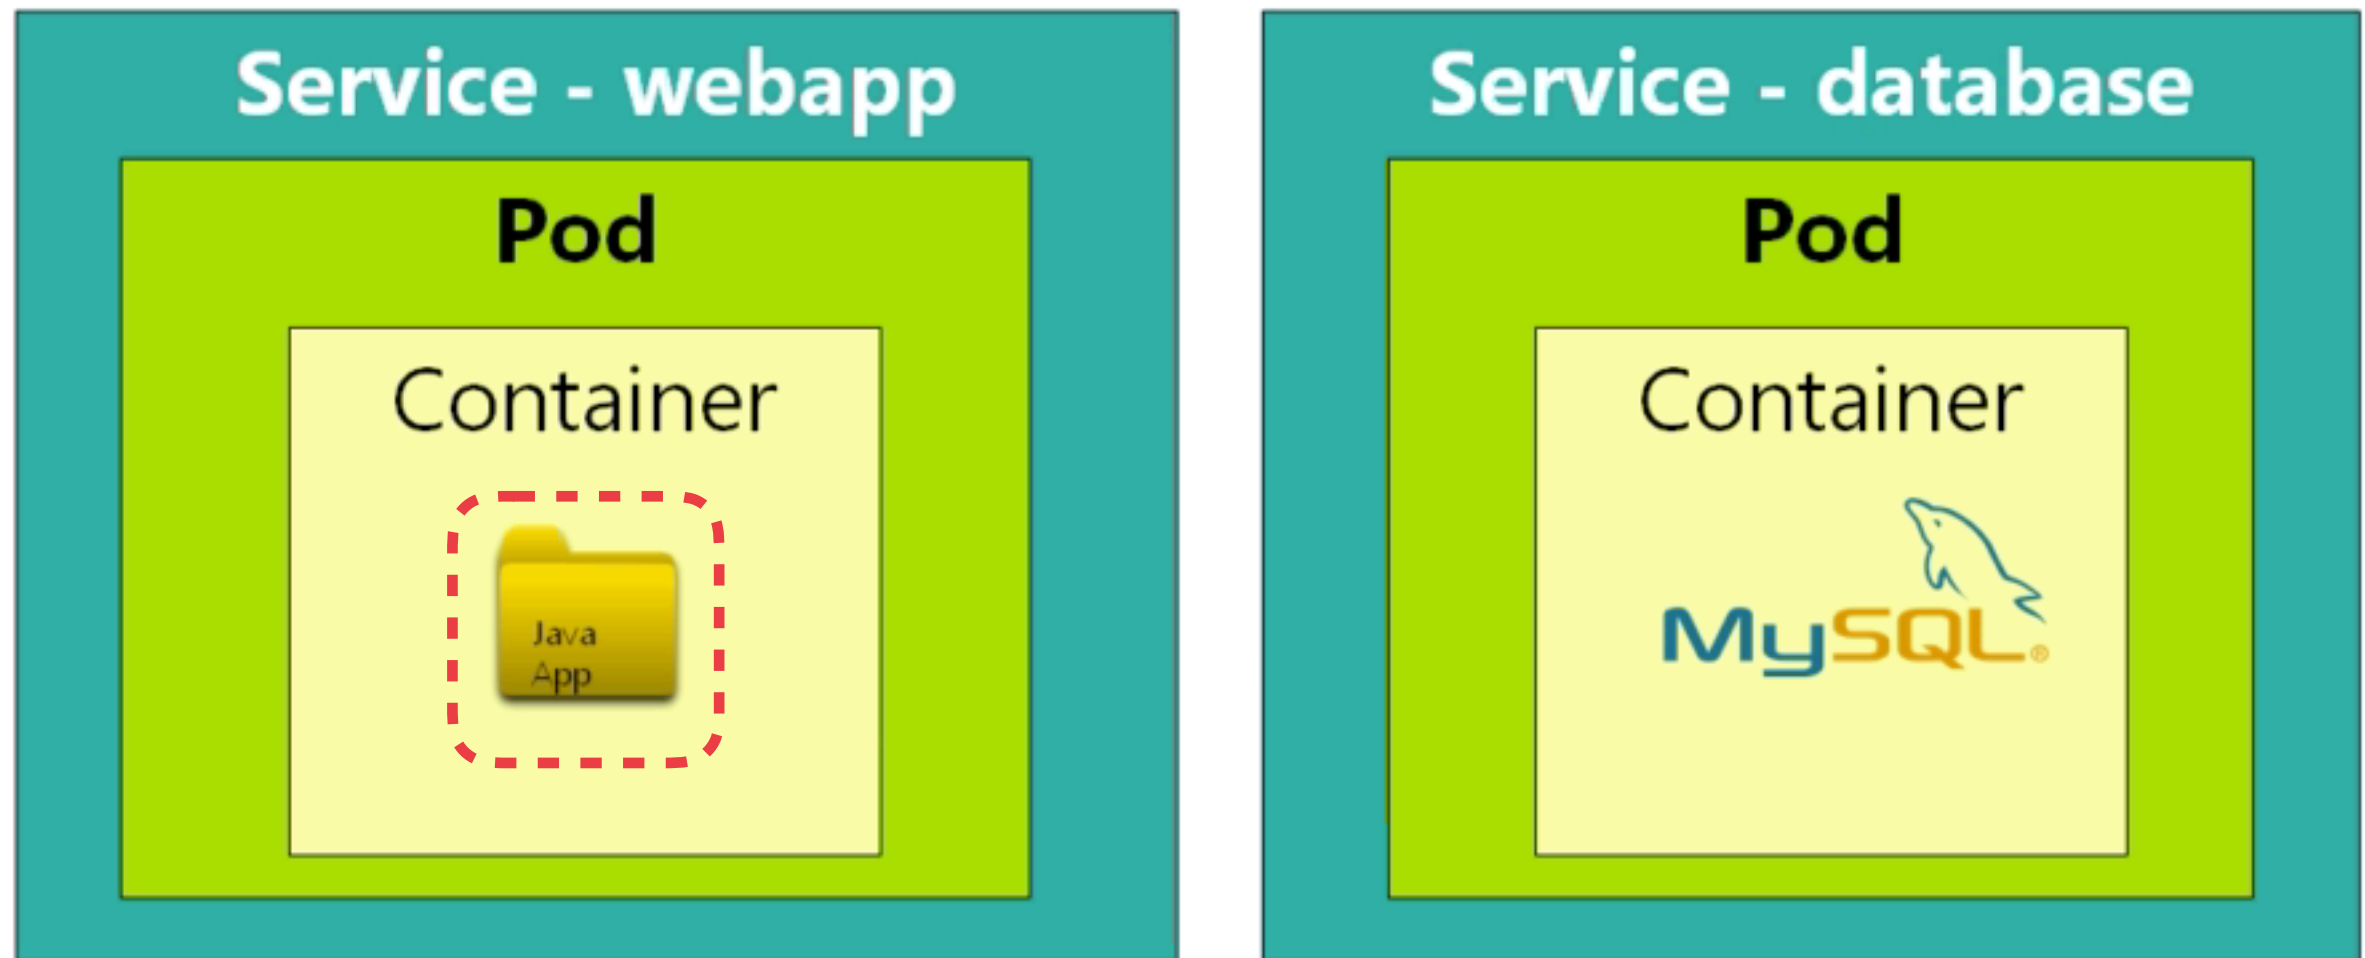 Service - webapp
Pod
Container
Java
App
Service - database
Pod
Container
MySQL®